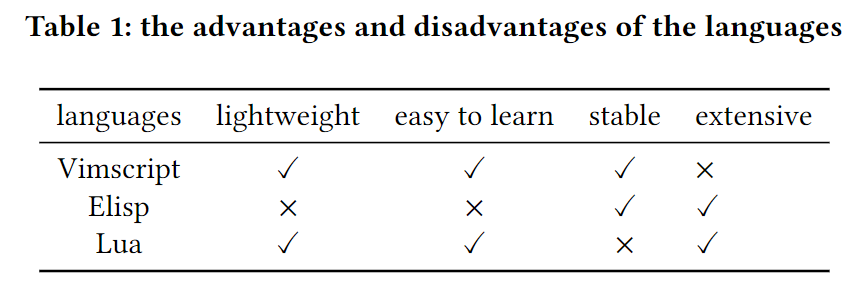 Table 1: the advantages and disadvantages of the languages
languages lightweight easy to learn stable extensive
Vimscript ✓ ✓ ✓ ×
Elisp × × ✓ ✓
Lua ✓ ✓ × ✓